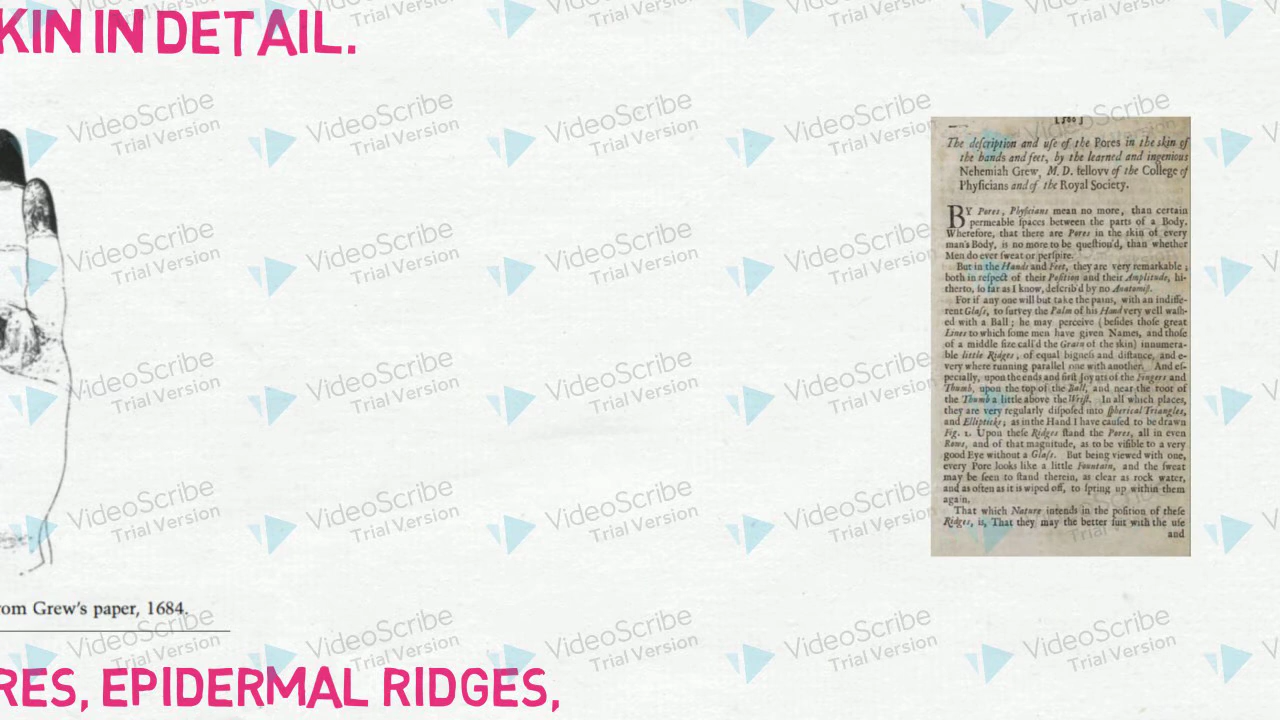 KIN IN DETAIL.
[ 566 ]
The deſcription and uſe of the Pores in the skin of
the hands and feet, by the learned and ingenious
Nehemiah Grew, M. D. fellovv of the College of
Phyſicians and of the Royal Society.
BY Pores, Phyſicians mean no more, than certain
permeable ſpaces between the parts of a Body.
Wherefore, that there are Pores in the skin of every
man's Body, is no more to be queſtion'd, than whether
Men do ever ſweat or perſpire.
But in the Hands and Feet, they are very remarkable ;
both in reſpect of their Poſition and their Amplitude, hi-
therto, ſo far as I know, deſcrib'd by no Anatomiſt.
For if any one will but take the pains, with an indiffe-
rent Glaſs, to ſurvey the Palm of his Hand very well waſh-
ed with a Ball ; he may perceive (beſides thoſe great
Lines to which ſome men have given Names, and thoſe
of a middle ſize call'd the Grain of the skin) innumera-
ble little Ridges, of equal bigneſs and diſtance, and e-
very where running parallel one with another. And eſ-
pecially, upon the ends and firſt Joynts of the Fingers and
Thumb, upon the top of the Ball, and near the root of
the Thumb a little above the Wriſt. In all which places,
they are very regularly diſpoſed into ſpherical Triangles,
and Ellipticks ; as in the Hand I have cauſed to be drawn
Fig. 1. Upon theſe Ridges ſtand the Pores, all in even
Rows, and of that magnitude, as to be viſible to a very
good Eye without a Glaſs. But being viewed with one,
every Pore looks like a little Fountain, and the ſweat
may be ſeen to ſtand therein, as clear as rock water,
and as often as it is wiped off, to ſpring up within them
again.
That which Nature intends in the poſition of theſe
Ridges, is, That they may the better ſuit with the uſe
and
om Grew's paper, 1684.
RES, EPIDERMAL RIDGES,
VideoScribe
Trial Version